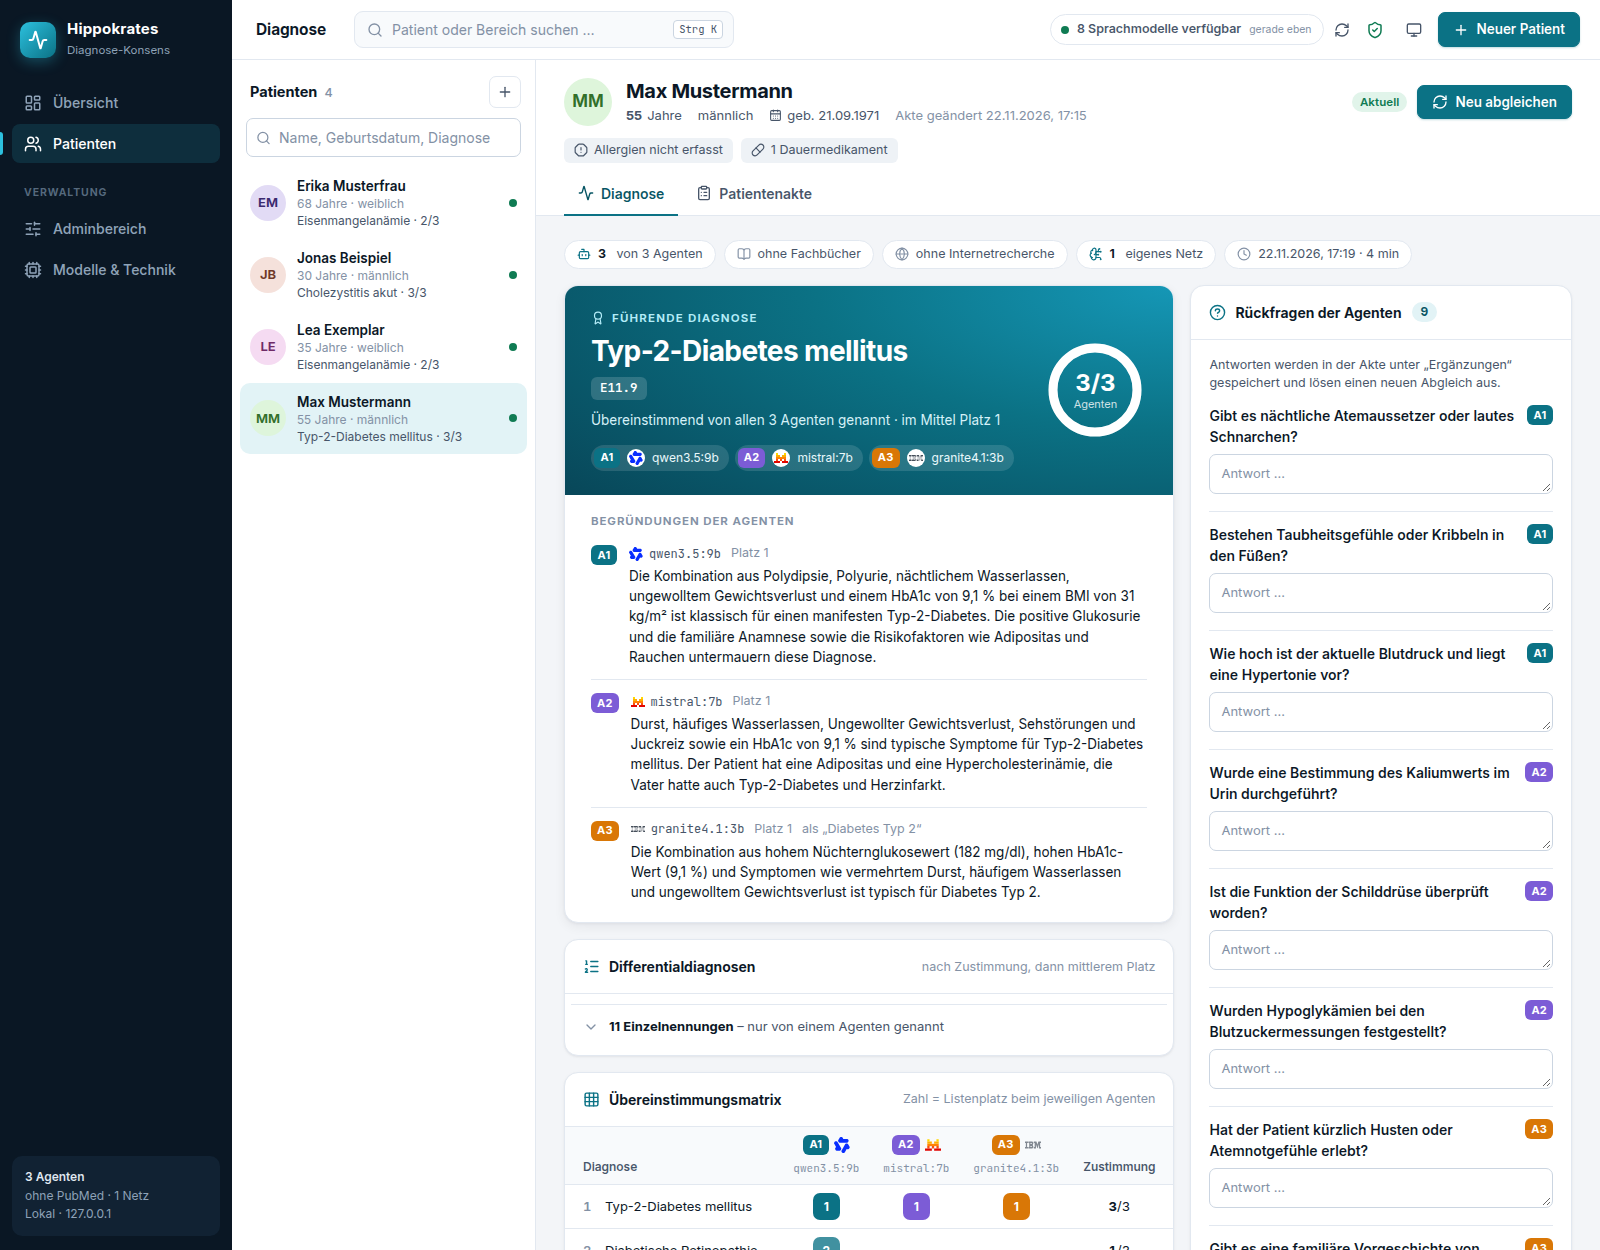 Hippokrates
Diagnose-Konsens
Übersicht
Patienten
VERWALTUNG
Adminbereich
Modelle & Technik
3 Agenten
ohne PubMed · 1 Netz
Lokal · 127.0.0.1
Diagnose
Patient oder Bereich suchen ...
Strg K
8 Sprachmodelle verfügbar gerade eben
Neuer Patient
Patienten 4
Name, Geburtsdatum, Diagnose
EM
Erika Musterfrau
68 Jahre · weiblich
Eisenmangelanämie · 2/3
JB
Jonas Beispiel
30 Jahre · männlich
Cholezystitis akut · 3/3
LE
Lea Exemplar
35 Jahre · weiblich
Eisenmangelanämie · 2/3
MM
Max Mustermann
55 Jahre · männlich
Typ-2-Diabetes mellitus · 3/3
MM
Max Mustermann
55 Jahre männlich geb. 21.09.1971 Akte geändert 22.11.2026, 17:15
Aktuell
Neu abgleichen
Allergien nicht erfasst
1 Dauermedikament
Diagnose
Patientenakte
3 von 3 Agenten
ohne Fachbücher
ohne Internetrecherche
1 eigenes Netz
22.11.2026, 17:19 · 4 min
FÜHRENDE DIAGNOSE
Typ-2-Diabetes mellitus
E11.9
Übereinstimmend von allen 3 Agenten genannt · im Mittel Platz 1
3/3
Agenten
A1 qwen3.5:9b
A2 mistral:7b
A3 IBM granite4.1:3b
BEGRÜNDUNGEN DER AGENTEN
A1 qwen3.5:9b Platz 1
Die Kombination aus Polydipsie, Polyurie, nächtlichem Wasserlassen,
ungewolltem Gewichtsverlust und einem HbA1c von 9,1 % bei einem BMI von 31
kg/m² ist klassisch für einen manifesten Typ-2-Diabetes. Die positive Glukosurie
und die familiäre Anamnese sowie die Risikofaktoren wie Adipositas und
Rauchen untermauern diese Diagnose.
A2 mistral:7b Platz 1
Durst, häufiges Wasserlassen, Ungewollter Gewichtsverlust, Sehstörungen und
Juckreiz sowie ein HbA1c von 9,1 % sind typische Symptome für Typ-2-Diabetes
mellitus. Der Patient hat eine Adipositas und eine Hypercholesterinämie, die
Vater hatte auch Typ-2-Diabetes und Herzinfarkt.
A3 IBM granite4.1:3b Platz 1 als „Diabetes Typ 2“
Die Kombination aus hohem Nüchternglukosewert (182 mg/dl), hohen HbA1c-
Wert (9,1 %) und Symptomen wie vermehrtem Durst, häufigem Wasserlassen
und ungewolltem Gewichtsverlust ist typisch für Diabetes Typ 2.
Differentialdiagnosen
nach Zustimmung, dann mittlerem Platz
11 Einzelnennungen – nur von einem Agenten genannt
Übereinstimmungsmatrix
Zahl = Listenplatz beim jeweiligen Agenten
A1 A2 A3 IBM
Diagnose qwen3.5:9b mistral:7b granite4.1:3b Zustimmung
1 Typ-2-Diabetes mellitus 1 1 1 3/3
2 Diabetische Retinopathie 2 1/3
Rückfragen der Agenten 9
Antworten werden in der Akte unter „Ergänzungen“
gespeichert und lösen einen neuen Abgleich aus.
Gibt es nächtliche Atemaussetzer oder lautes A1
Schnarchen?
Antwort ...
Bestehen Taubheitsgefühle oder Kribbeln in A1
den Füßen?
Antwort ...
Wie hoch ist der aktuelle Blutdruck und liegt A1
eine Hypertonie vor?
Antwort ...
Wurde eine Bestimmung des Kaliumwerts im A2
Urin durchgeführt?
Antwort ...
Ist die Funktion der Schilddrüse überprüft A2
worden?
Antwort ...
Wurden Hypoglykämien bei den A2
Blutzuckermessungen festgestellt?
Antwort ...
Hat der Patient kürzlich Husten oder A3
Atemnotgefühle erlebt?
Antwort ...
Gibt es eine familiäre Vorgeschichte von A3